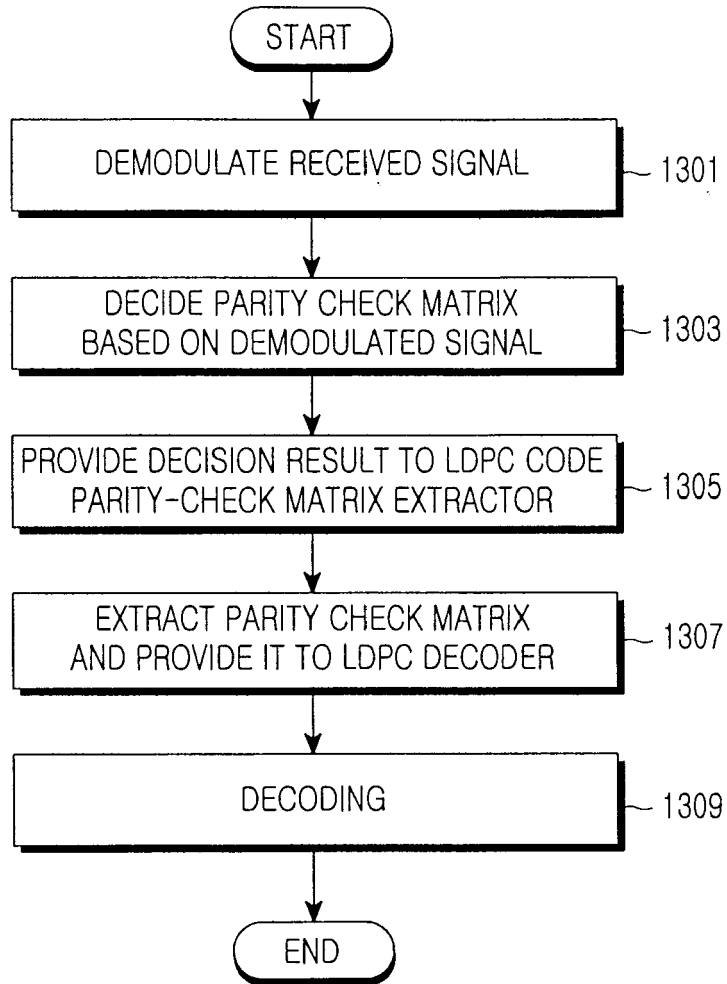 START
DEMODULATE RECEIVED SIGNAL
1301
DECIDE PARITY CHECK MATRIX
BASED ON DEMODULATED SIGNAL
1303
PROVIDE DECISION RESULT TO LDPC CODE
PARITY-CHECK MATRIX EXTRACTOR
1305
EXTRACT PARITY CHECK MATRIX
AND PROVIDE IT TO LDPC DECODER
1307
DECODING
1309
END